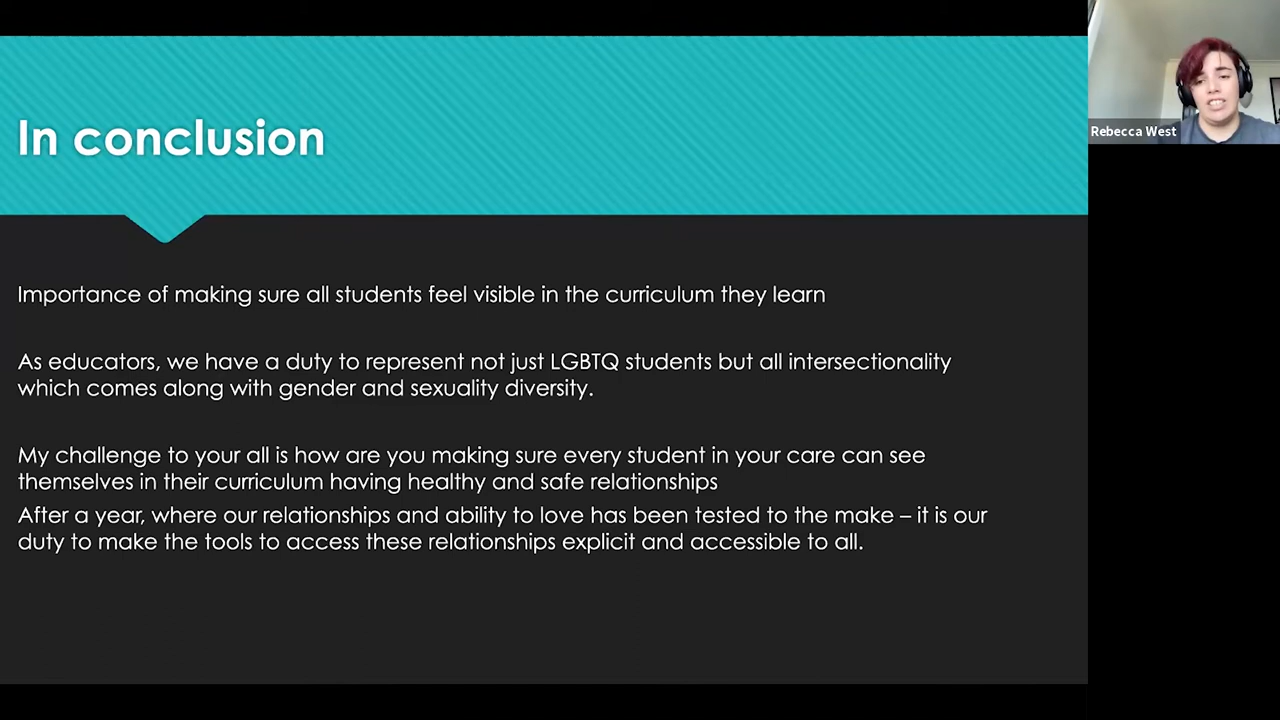 In conclusion
Rebecca West
Importance of making sure all students feel visible in the curriculum they learn
As educators, we have a duty to represent not just LGBTQ students but all intersectionality
which comes along with gender and sexuality diversity.
My challenge to your all is how are you making sure every student in your care can see
themselves in their curriculum having healthy and safe relationships
After a year, where our relationships and ability to love has been tested to the make – it is our
duty to make the tools to access these relationships explicit and accessible to all.